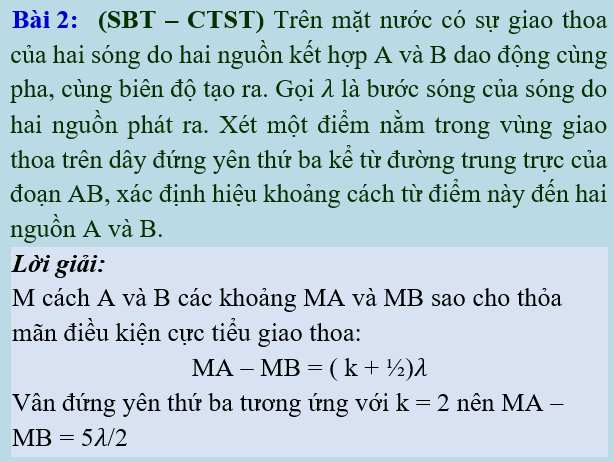 Bài 2: (SBT – CTST) Trên mặt nước có sự giao thoa
của hai sóng do hai nguồn kết hợp A và B dao động cùng
pha, cùng biên độ tạo ra. Gọi λ là bước sóng của sóng do
hai nguồn phát ra. Xét một điểm nằm trong vùng giao
thoa trên dây đứng yên thứ ba kể từ đường trung trực của
đoạn AB, xác định hiệu khoảng cách từ điểm này đến hai
nguồn A và B.
Lời giải:
M cách A và B các khoảng MA và MB sao cho thỏa
mãn điều kiện cực tiểu giao thoa:
MA – MB = ( k + ½)λ
Vân đứng yên thứ ba tương ứng với k = 2 nên MA –
MB = 5λ/2